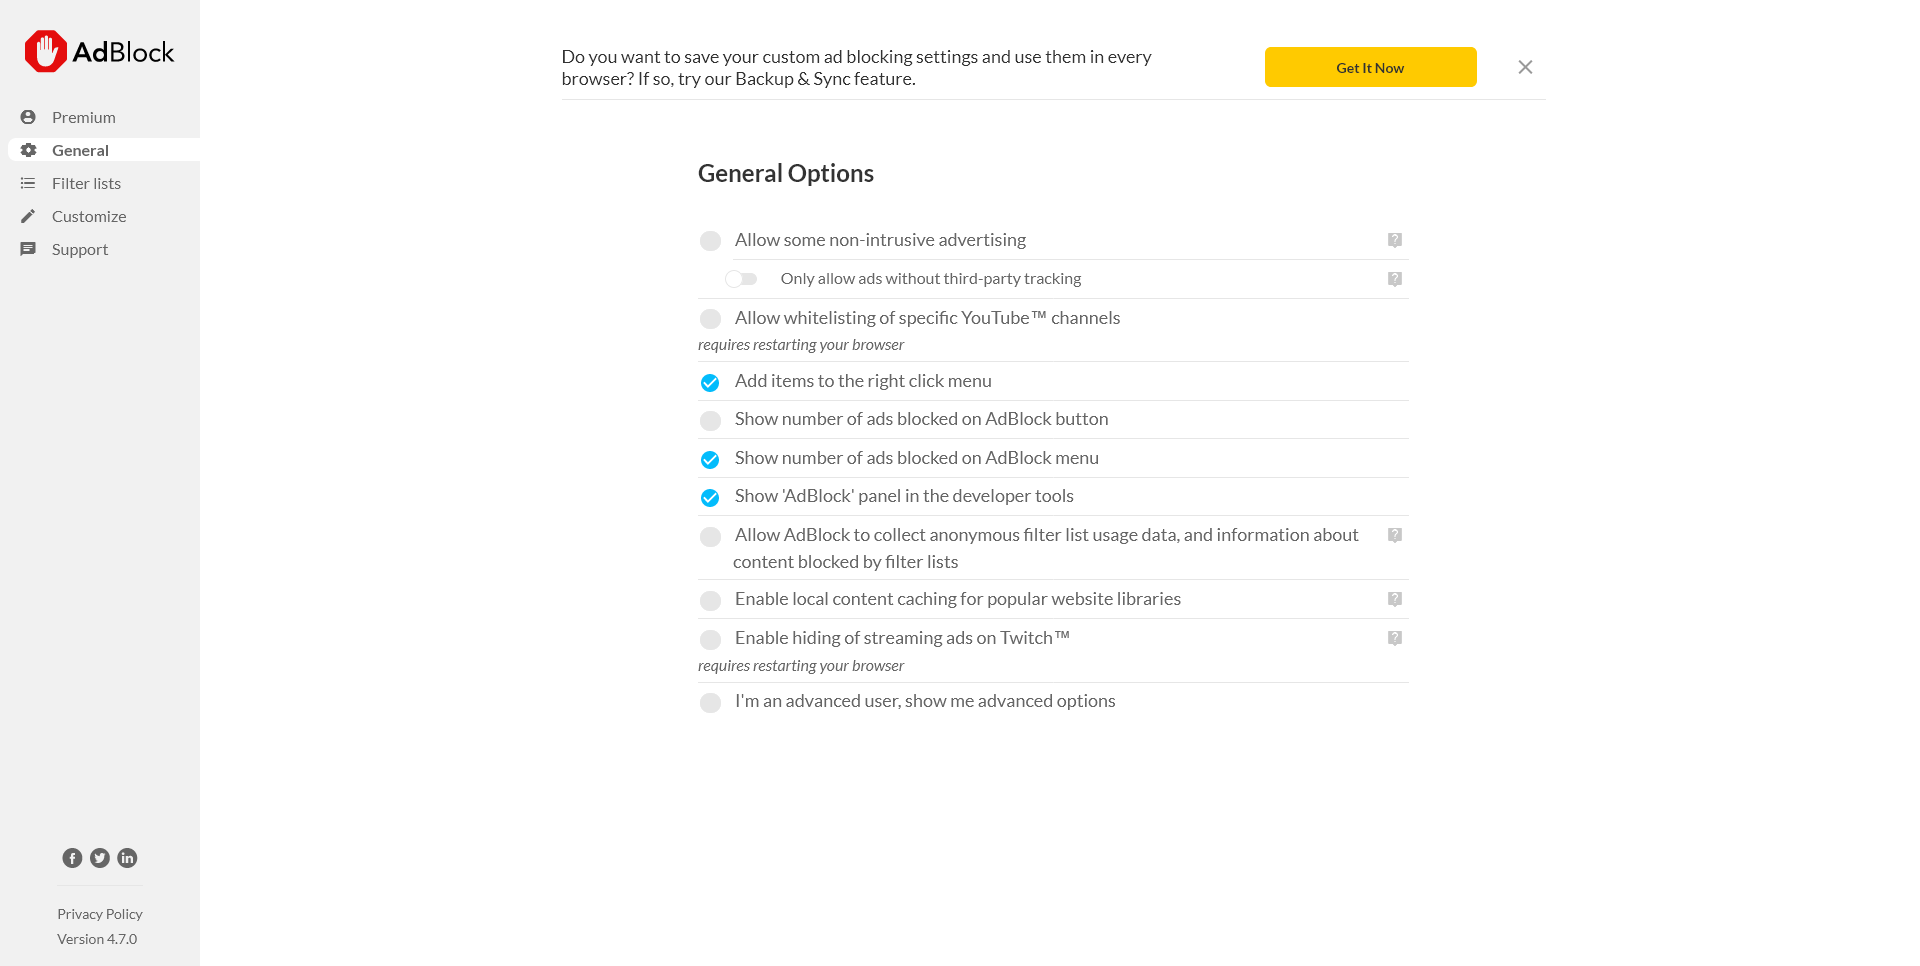 AdBlock
Premium
General
Filter lists
Customize
Support
Do you want to save your custom ad blocking settings and use them in every
browser? If so, try our Backup & Sync feature.
Get It Now
General Options
Allow some non-intrusive advertising
Only allow ads without third-party tracking
Allow whitelisting of specific YouTube™ channels
requires restarting your browser
Add items to the right click menu
Show number of ads blocked on AdBlock button
Show number of ads blocked on AdBlock menu
Show 'AdBlock' panel in the developer tools
Allow AdBlock to collect anonymous filter list usage data, and information about
content blocked by filter lists
Enable local content caching for popular website libraries
Enable hiding of streaming ads on Twitch™
requires restarting your browser
I'm an advanced user, show me advanced options
Privacy Policy
Version 4.7.0